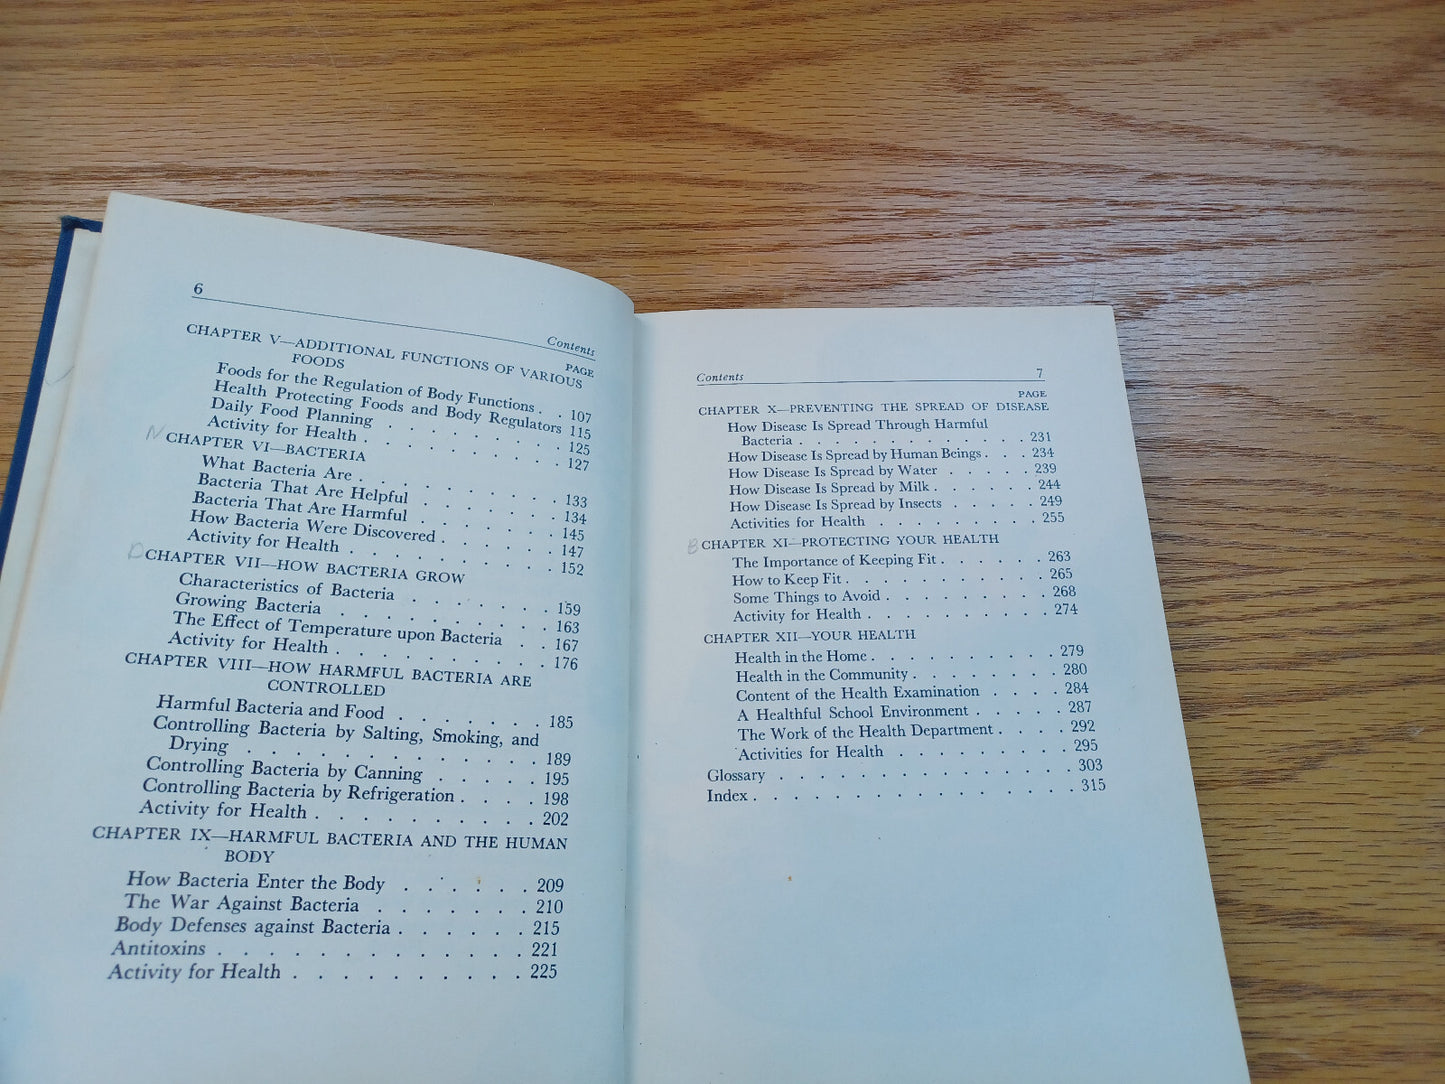 6
Contents
PAGE
CHAPTER V—ADDITIONAL FUNCTIONS OF VARIOUS
FOODS
Foods for the Regulation of Body Functions . . 107
Health Protecting Foods and Body Regulators 115
Daily Food Planning . . . . . . . . 125
Activity for Health . . . . . . . . . 127
N CHAPTER VI—BACTERIA
What Bacteria Are . . . . . . . . . 133
Bacteria That Are Helpful . . . . . . 134
Bacteria That Are Harmful . . . . . . 145
How Bacteria Were Discovered . . . . . 147
Activity for Health . . . . . . . . . 152
D CHAPTER VII—HOW BACTERIA GROW
Characteristics of Bacteria . . . . . . 159
Growing Bacteria . . . . . . . . . 163
The Effect of Temperature upon Bacteria . . 167
Activity for Health . . . . . . . . . 176
CHAPTER VIII—HOW HARMFUL BACTERIA ARE
CONTROLLED
Harmful Bacteria and Food . . . . . . . 185
Controlling Bacteria by Salting, Smoking, and
Drying . . . . . . . . . . . . 189
Controlling Bacteria by Canning . . . . . 195
Controlling Bacteria by Refrigeration . . . . 198
Activity for Health . . . . . . . . . . 202
CHAPTER IX—HARMFUL BACTERIA AND THE HUMAN
BODY
How Bacteria Enter the Body . . . . . . 209
The War Against Bacteria . . . . . . . 210
Body Defenses against Bacteria . . . . . . 215
Antitoxins . . . . . . . . . . . . . 221
Activity for Health . . . . . . . . . . 225
Contents
7
PAGE
CHAPTER X—PREVENTING THE SPREAD OF DISEASE
How Disease Is Spread Through Harmful
Bacteria . . . . . . . . . . . . . 231
How Disease Is Spread by Human Beings . . . 234
How Disease Is Spread by Water . . . . . 239
How Disease Is Spread by Milk . . . . . . 244
How Disease Is Spread by Insects . . . . . 249
Activities for Health . . . . . . . . . 255
B CHAPTER XI—PROTECTING YOUR HEALTH
The Importance of Keeping Fit . . . . . . 263
How to Keep Fit . . . . . . . . . . . 265
Some Things to Avoid . . . . . . . . . 268
Activity for Health . . . . . . . . . . 274
CHAPTER XII—YOUR HEALTH
Health in the Home . . . . . . . . . . 279
Health in the Community . . . . . . . . 280
Content of the Health Examination . . . . 284
A Healthful School Environment . . . . . 287
The Work of the Health Department . . . . 292
Activities for Health . . . . . . . . . 295
Glossary . . . . . . . . . . . . . . . 303
Index . . . . . . . . . . . . . . . . 315